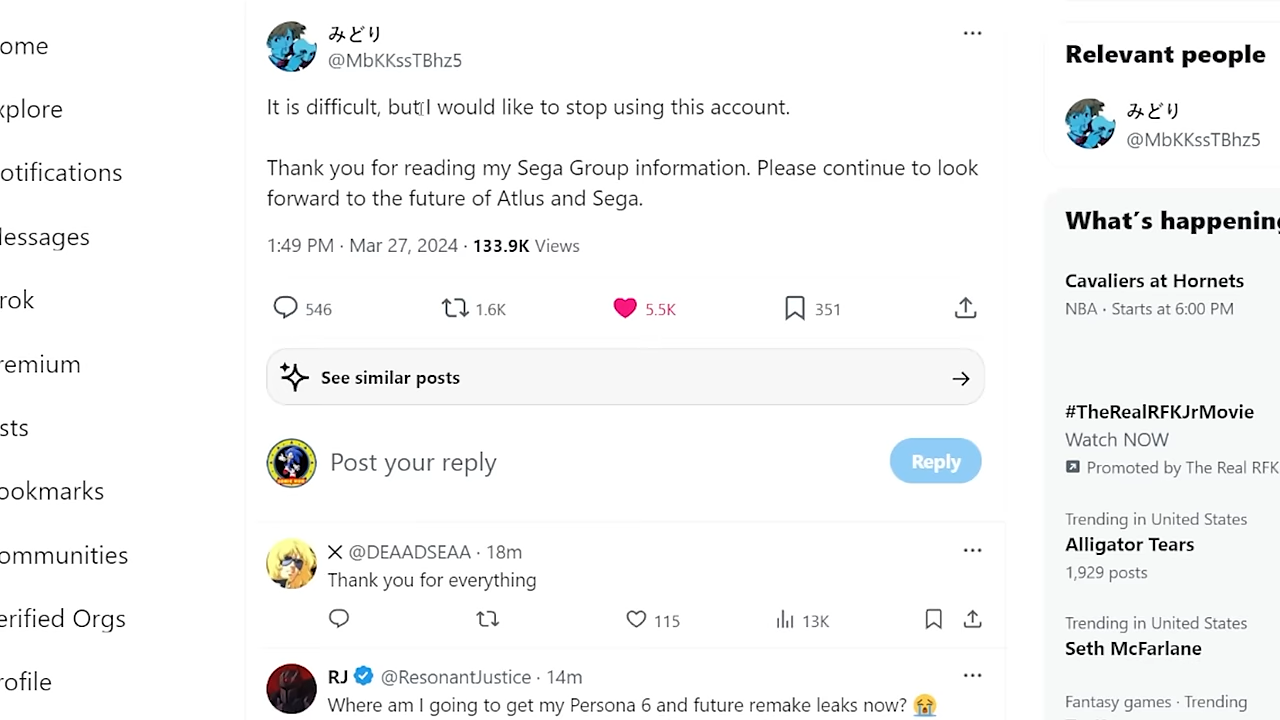 ome
xplore
otifications
lessages
rok
remium
sts
ookmarks
ommunities
erified Orgs
rofile
みどり
@MbKKssTBhz5
It is difficult, but I would like to stop using this account.
Thank you for reading my Sega Group information. Please continue to look
forward to the future of Atlus and Sega.
1:49 PM · Mar 27, 2024 · 133.9K Views
546
1.6K
5.5K
351
See similar posts
Post your reply
Reply
X @DEAADSEAA · 18m
Thank you for everything
115
13K
RJ @ResonantJustice · 14m
Where am I going to get my Persona 6 and future remake leaks now? 😭
Relevant people
みどり
@MbKKssTBhz5
What's happening
Cavaliers at Hornets
NBA · Starts at 6:00 PM
#TheRealRFKJrMovie
Watch NOW
Promoted by The Real RFK
Trending in United States
Alligator Tears
1,929 posts
Trending in United States
Seth McFarlane
Fantasy games · Trending